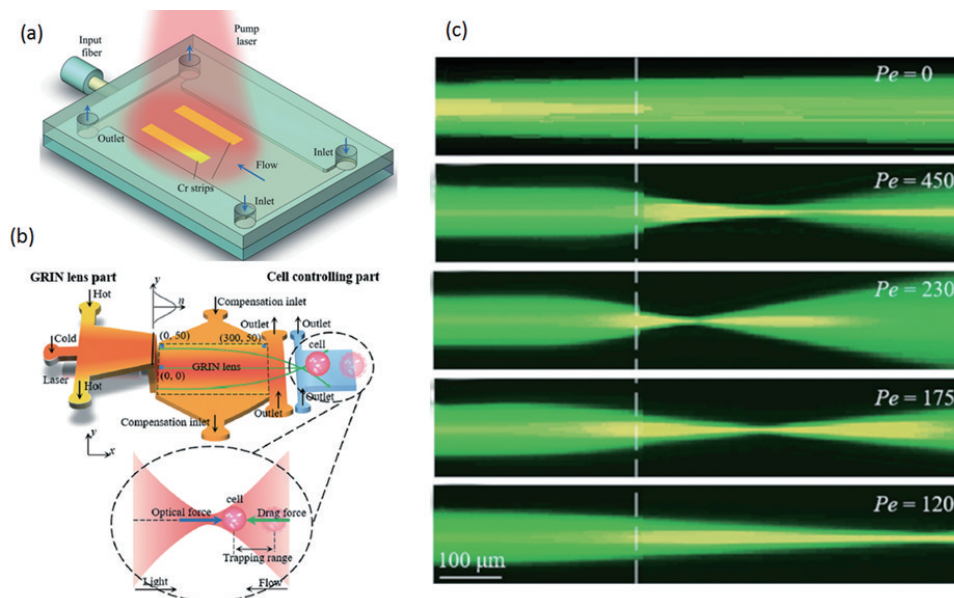 (a)
Input
fiber
Pump
laser
Outlet
Cr strips
Flow
Inlet
Inlet
(b)
GRIN lens part
Cell controlling part
Hot
y
n
Compensation inlet
Outlet
Outlet
Cold
(0, 50)
(300, 50)
cell
GRIN lens
Laser
(0, 0)
Hot
Outlet
Outlet
Compensation inlet
y
x
cell
Optical force
Drag force
Trapping range
Light
Flow
(c)
Pe = 0
Pe = 450
Pe = 230
Pe = 175
Pe = 120
100 μm